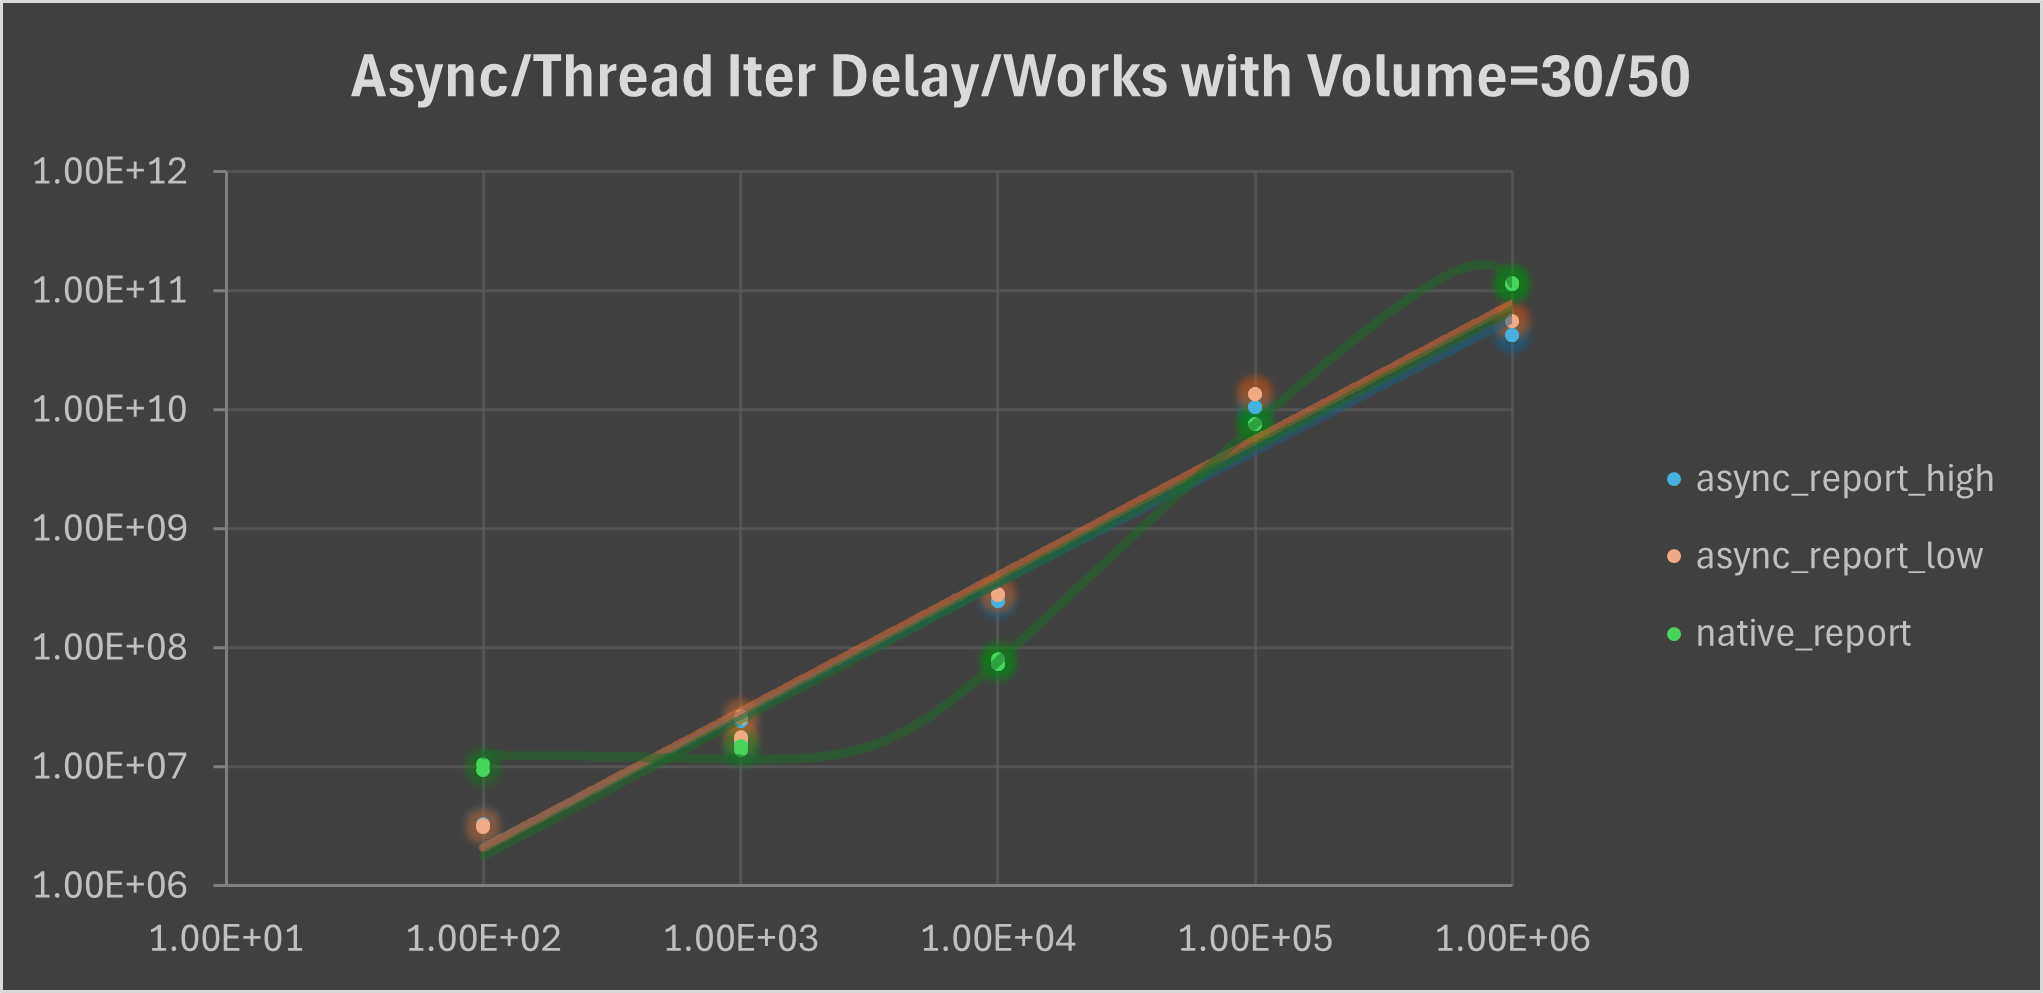 Async/Thread Iter Delay/Works with Volume=30/50
1.00E+12
1.00E+11
1.00E+10
1.00E+09
1.00E+08
1.00E+07
1.00E+06
1.00E+01 1.00E+02 1.00E+03 1.00E+04 1.00E+05 1.00E+06
async_report_high
async_report_low
native_report